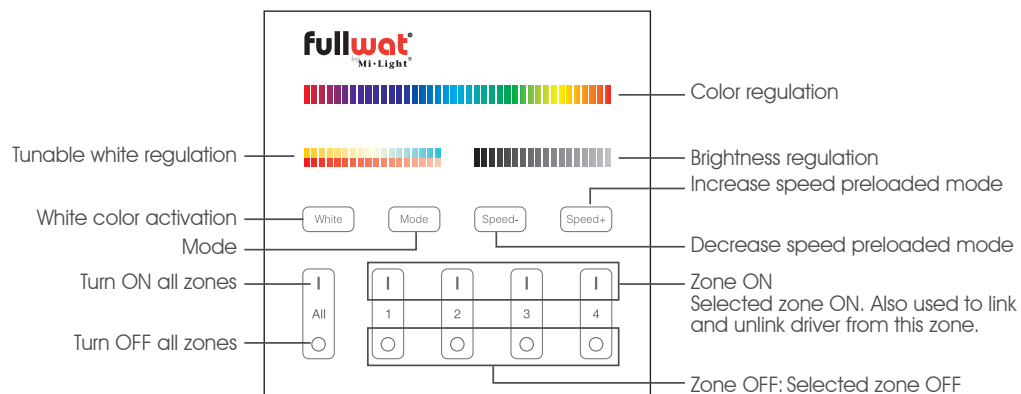 fullwat
by Mi·Light
Color regulation
Tunable white regulation
Brightness regulation
Increase speed preloaded mode
White color activation
White
Mode
Speed-
Speed+
Mode
Decrease speed preloaded mode
Turn ON all zones
Zone ON
Selected zone ON. Also used to link
and unlink driver from this zone.
All
1
2
3
4
Turn OFF all zones
Zone OFF: Selected zone OFF